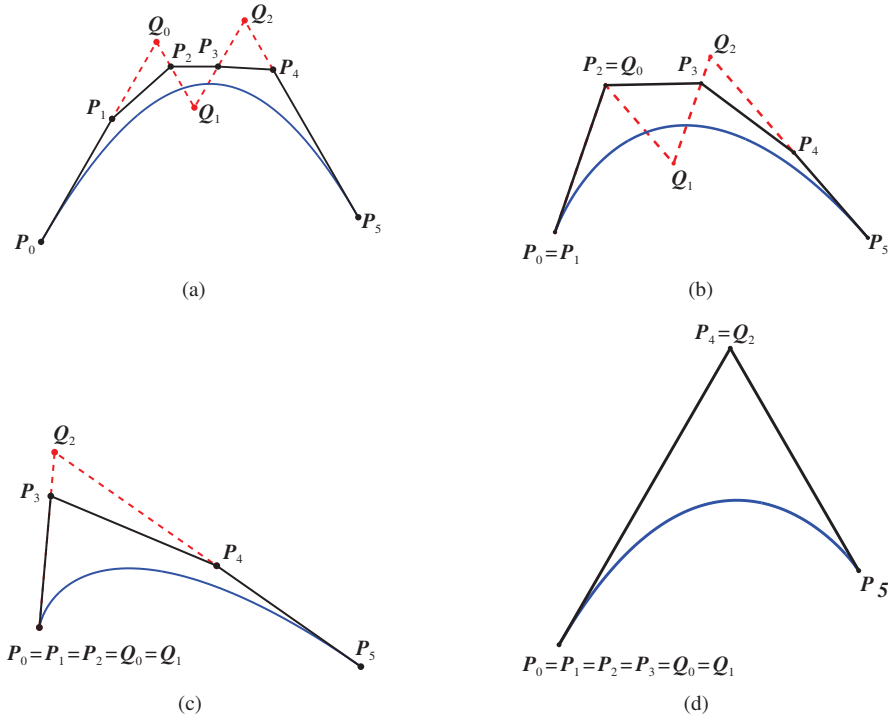 Q₀
Q₂
P₂ P₃
P₄
P₁
Q₁
P₀
P₅
(a)
Q₂
P₂ = Q₀
P₃
P₄
Q₁
P₀ = P₁
P₅
(b)
Q₂
P₃
P₄
P₀ = P₁ = P₂ = Q₀ = Q₁
P₅
(c)
P₄ = Q₂
P 5
P₀ = P₁ = P₂ = P₃ = Q₀ = Q₁
(d)